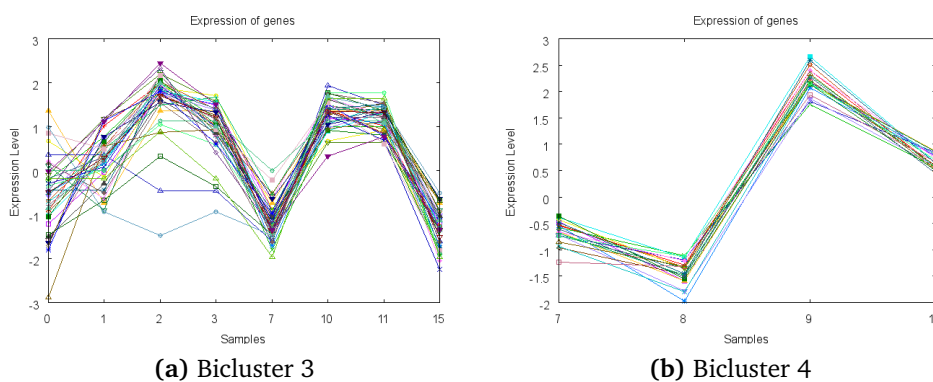 Expression of genes
3
2
1
0
-1
-2
-3
Expression Level
0 1 2 3 7 10 11 15
Samples
(a) Bicluster 3
Expression of genes
3
2.5
2
1.5
1
0.5
0
-0.5
-1
-1.5
-2
Expression Level
7 8 9
Samples
(b) Bicluster 4